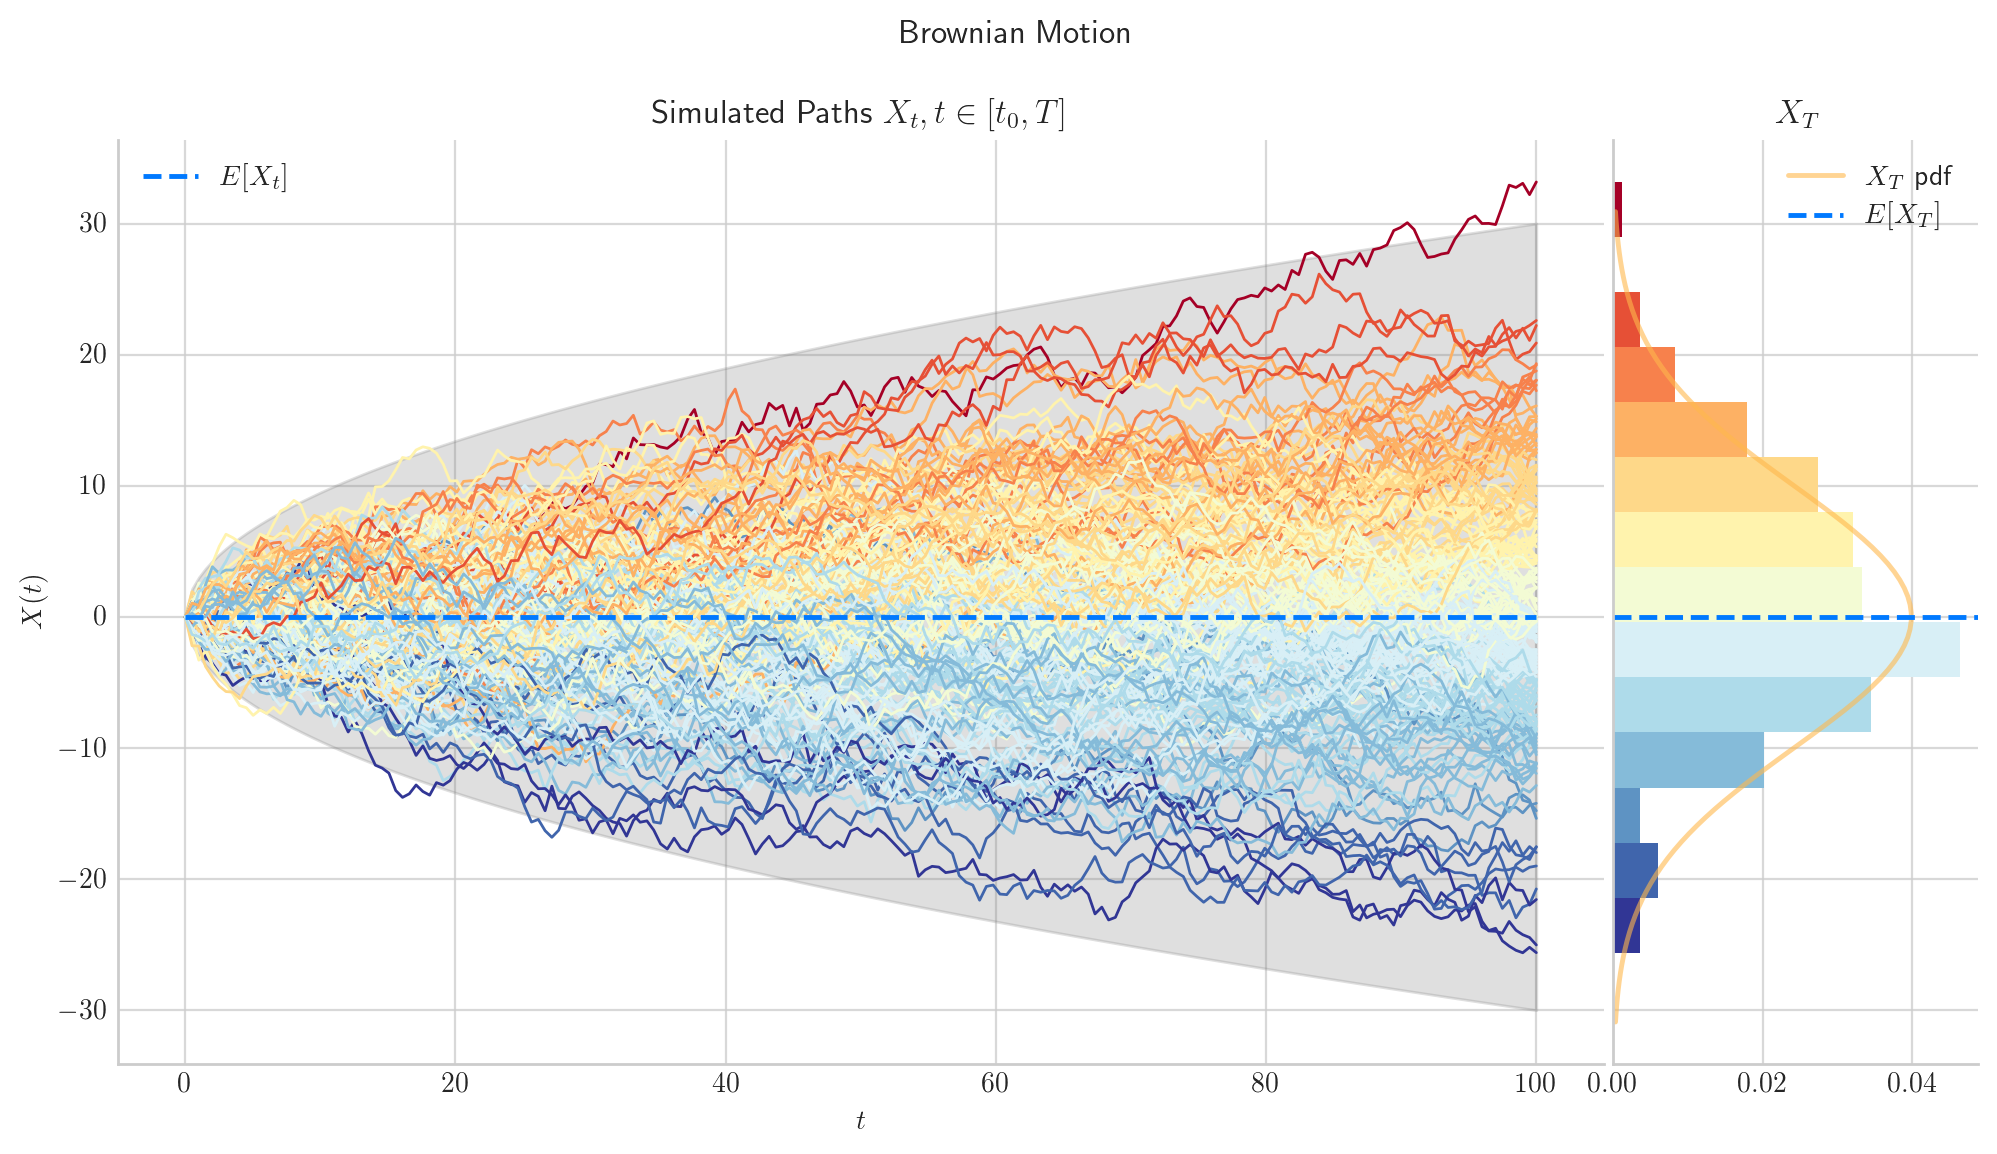 Brownian Motion
Simulated Paths $X_t, t \in [t_0, T]$
$X_T$
$E[X_t]$
$X_T$ pdf
$E[X_T]$
30
20
10
0
−10
−20
−30
$X(t)$
0 20 40 60 80 100
0.00 0.02 0.04
$t$